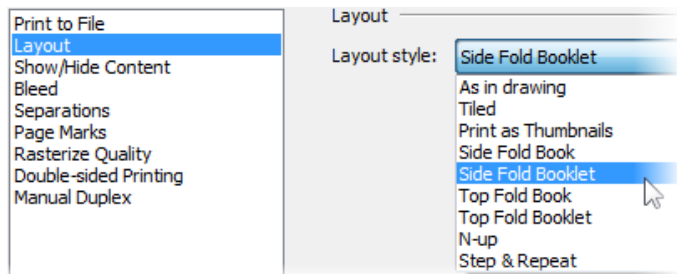 Print to File
Layout
Show/Hide Content
Bleed
Separations
Page Marks
Rasterize Quality
Double-sided Printing
Manual Duplex
Layout
Layout style:
Side Fold Booklet
As in drawing
Tiled
Print as Thumbnails
Side Fold Book
Side Fold Booklet
Top Fold Book
Top Fold Booklet
N-up
Step & Repeat